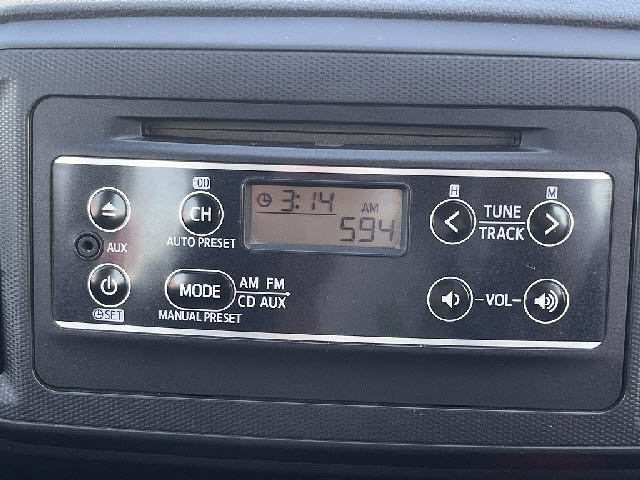 CD
H
M
CH
3:14
AM
594
TUNE
TRACK
AUX
AUTO PRESET
MODE
AM FM
CD AUX
VOL
SET
MANUAL PRESET